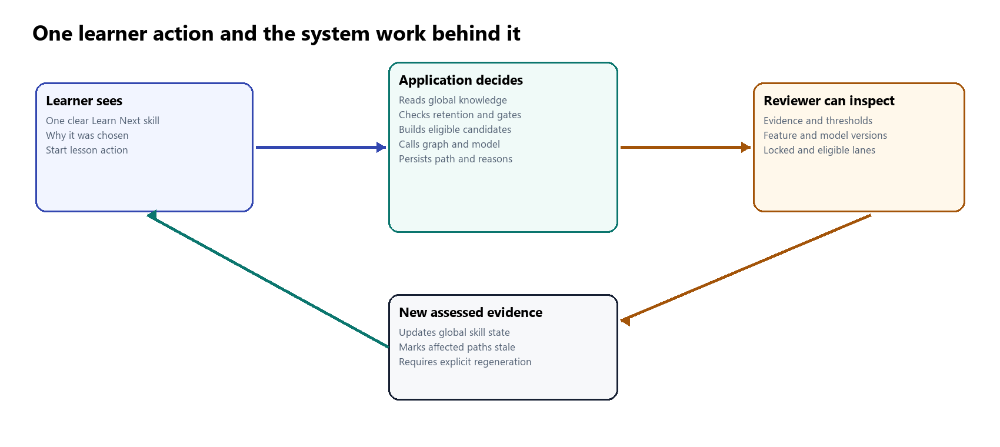 One learner action and the system work behind it
Learner sees
One clear Learn Next skill
Why it was chosen
Start lesson action
Application decides
Reads global knowledge
Checks retention and gates
Builds eligible candidates
Calls graph and model
Persists path and reasons
Reviewer can inspect
Evidence and thresholds
Feature and model versions
Locked and eligible lanes
New assessed evidence
Updates global skill state
Marks affected paths stale
Requires explicit regeneration